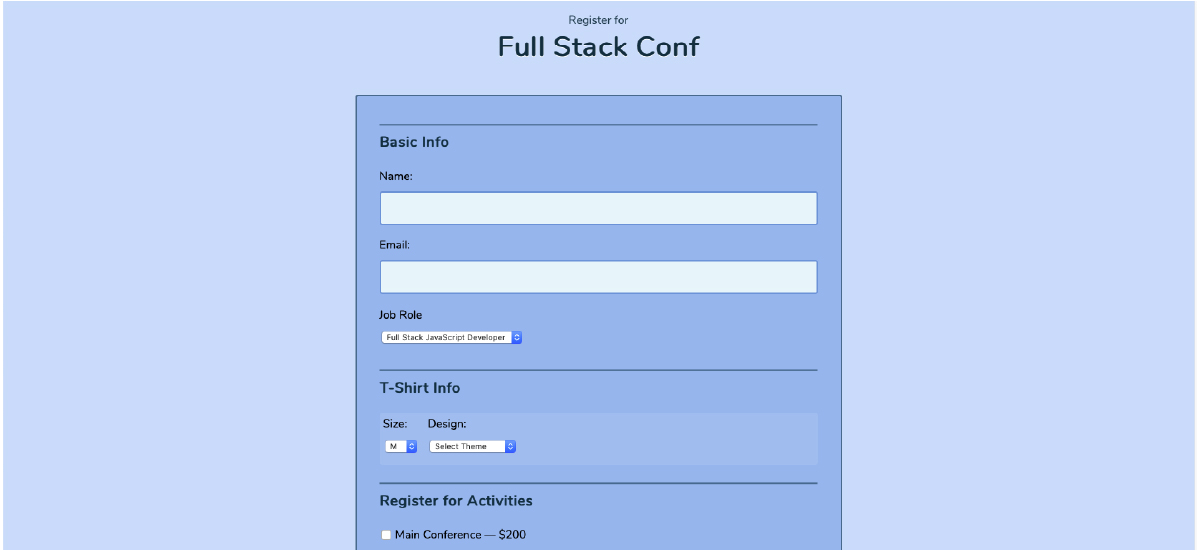 Register for
Full Stack Conf
Basic Info
Name:
Email:
Job Role
Full Stack JavaScript Developer
T-Shirt Info
Size: Design:
M Select Theme
Register for Activities
Main Conference — $200